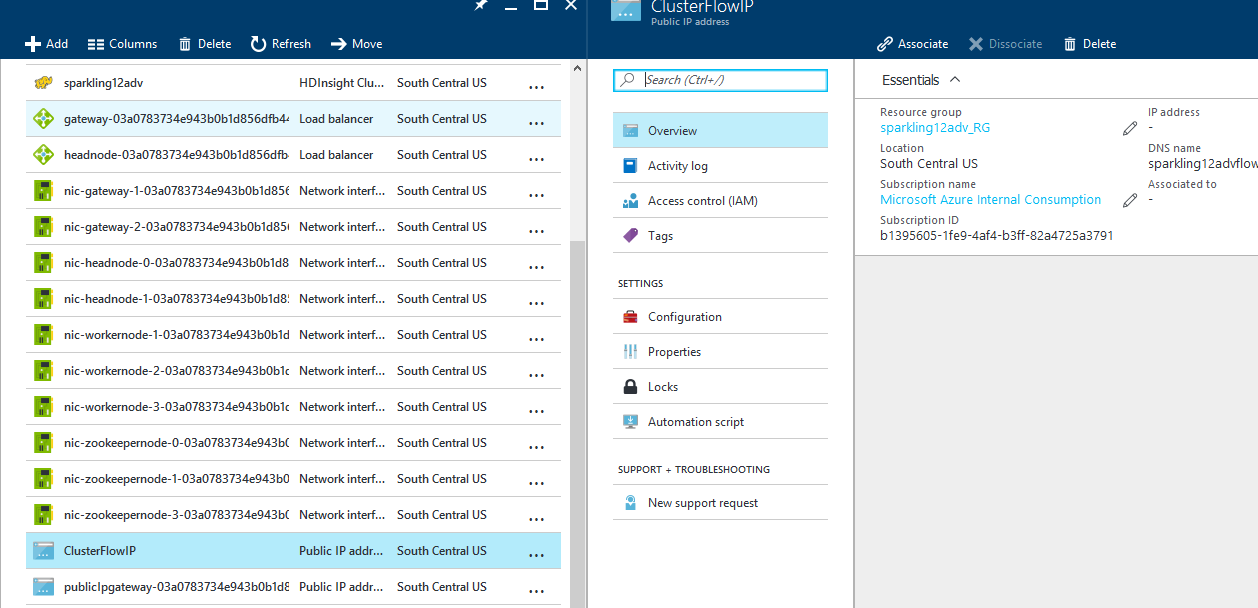 Add Columns Delete Refresh Move
sparkling12adv HDInsight Clu... South Central US ...
gateway-03a0783734e943b0b1d856dfb44 Load balancer South Central US ...
headnode-03a0783734e943b0b1d856dfb Load balancer South Central US ...
nic-gateway-1-03a0783734e943b0b1d856 Network interf... South Central US ...
nic-gateway-2-03a0783734e943b0b1d856 Network interf... South Central US ...
nic-headnode-0-03a0783734e943b0b1d8 Network interf... South Central US ...
nic-headnode-1-03a0783734e943b0b1d8 Network interf... South Central US ...
nic-workernode-1-03a0783734e943b0b1d Network interf... South Central US ...
nic-workernode-2-03a0783734e943b0b1d Network interf... South Central US ...
nic-workernode-3-03a0783734e943b0b1d Network interf... South Central US ...
nic-zookeepernode-0-03a0783734e943b0 Network interf... South Central US ...
nic-zookeepernode-1-03a0783734e943b0 Network interf... South Central US ...
nic-zookeepernode-3-03a0783734e943b0 Network interf... South Central US ...
ClusterFlowIP Public IP addr... South Central US ...
publicIpgateway-03a0783734e943b0b1d8 Public IP addr... South Central US ...
ClusterFlowIP
Public IP address
Search (Ctrl+/)
Overview
Activity log
Access control (IAM)
Tags
SETTINGS
Configuration
Properties
Locks
Automation script
SUPPORT + TROUBLESHOOTING
New support request
Associate Dissociate Delete
Essentials
Resource group
sparkling12adv_RG
Location
South Central US
Subscription name
Microsoft Azure Internal Consumption
Subscription ID
b1395605-1fe9-4af4-b3ff-82a4725a3791
IP address
-
DNS name
sparkling12advflow
Associated to
-